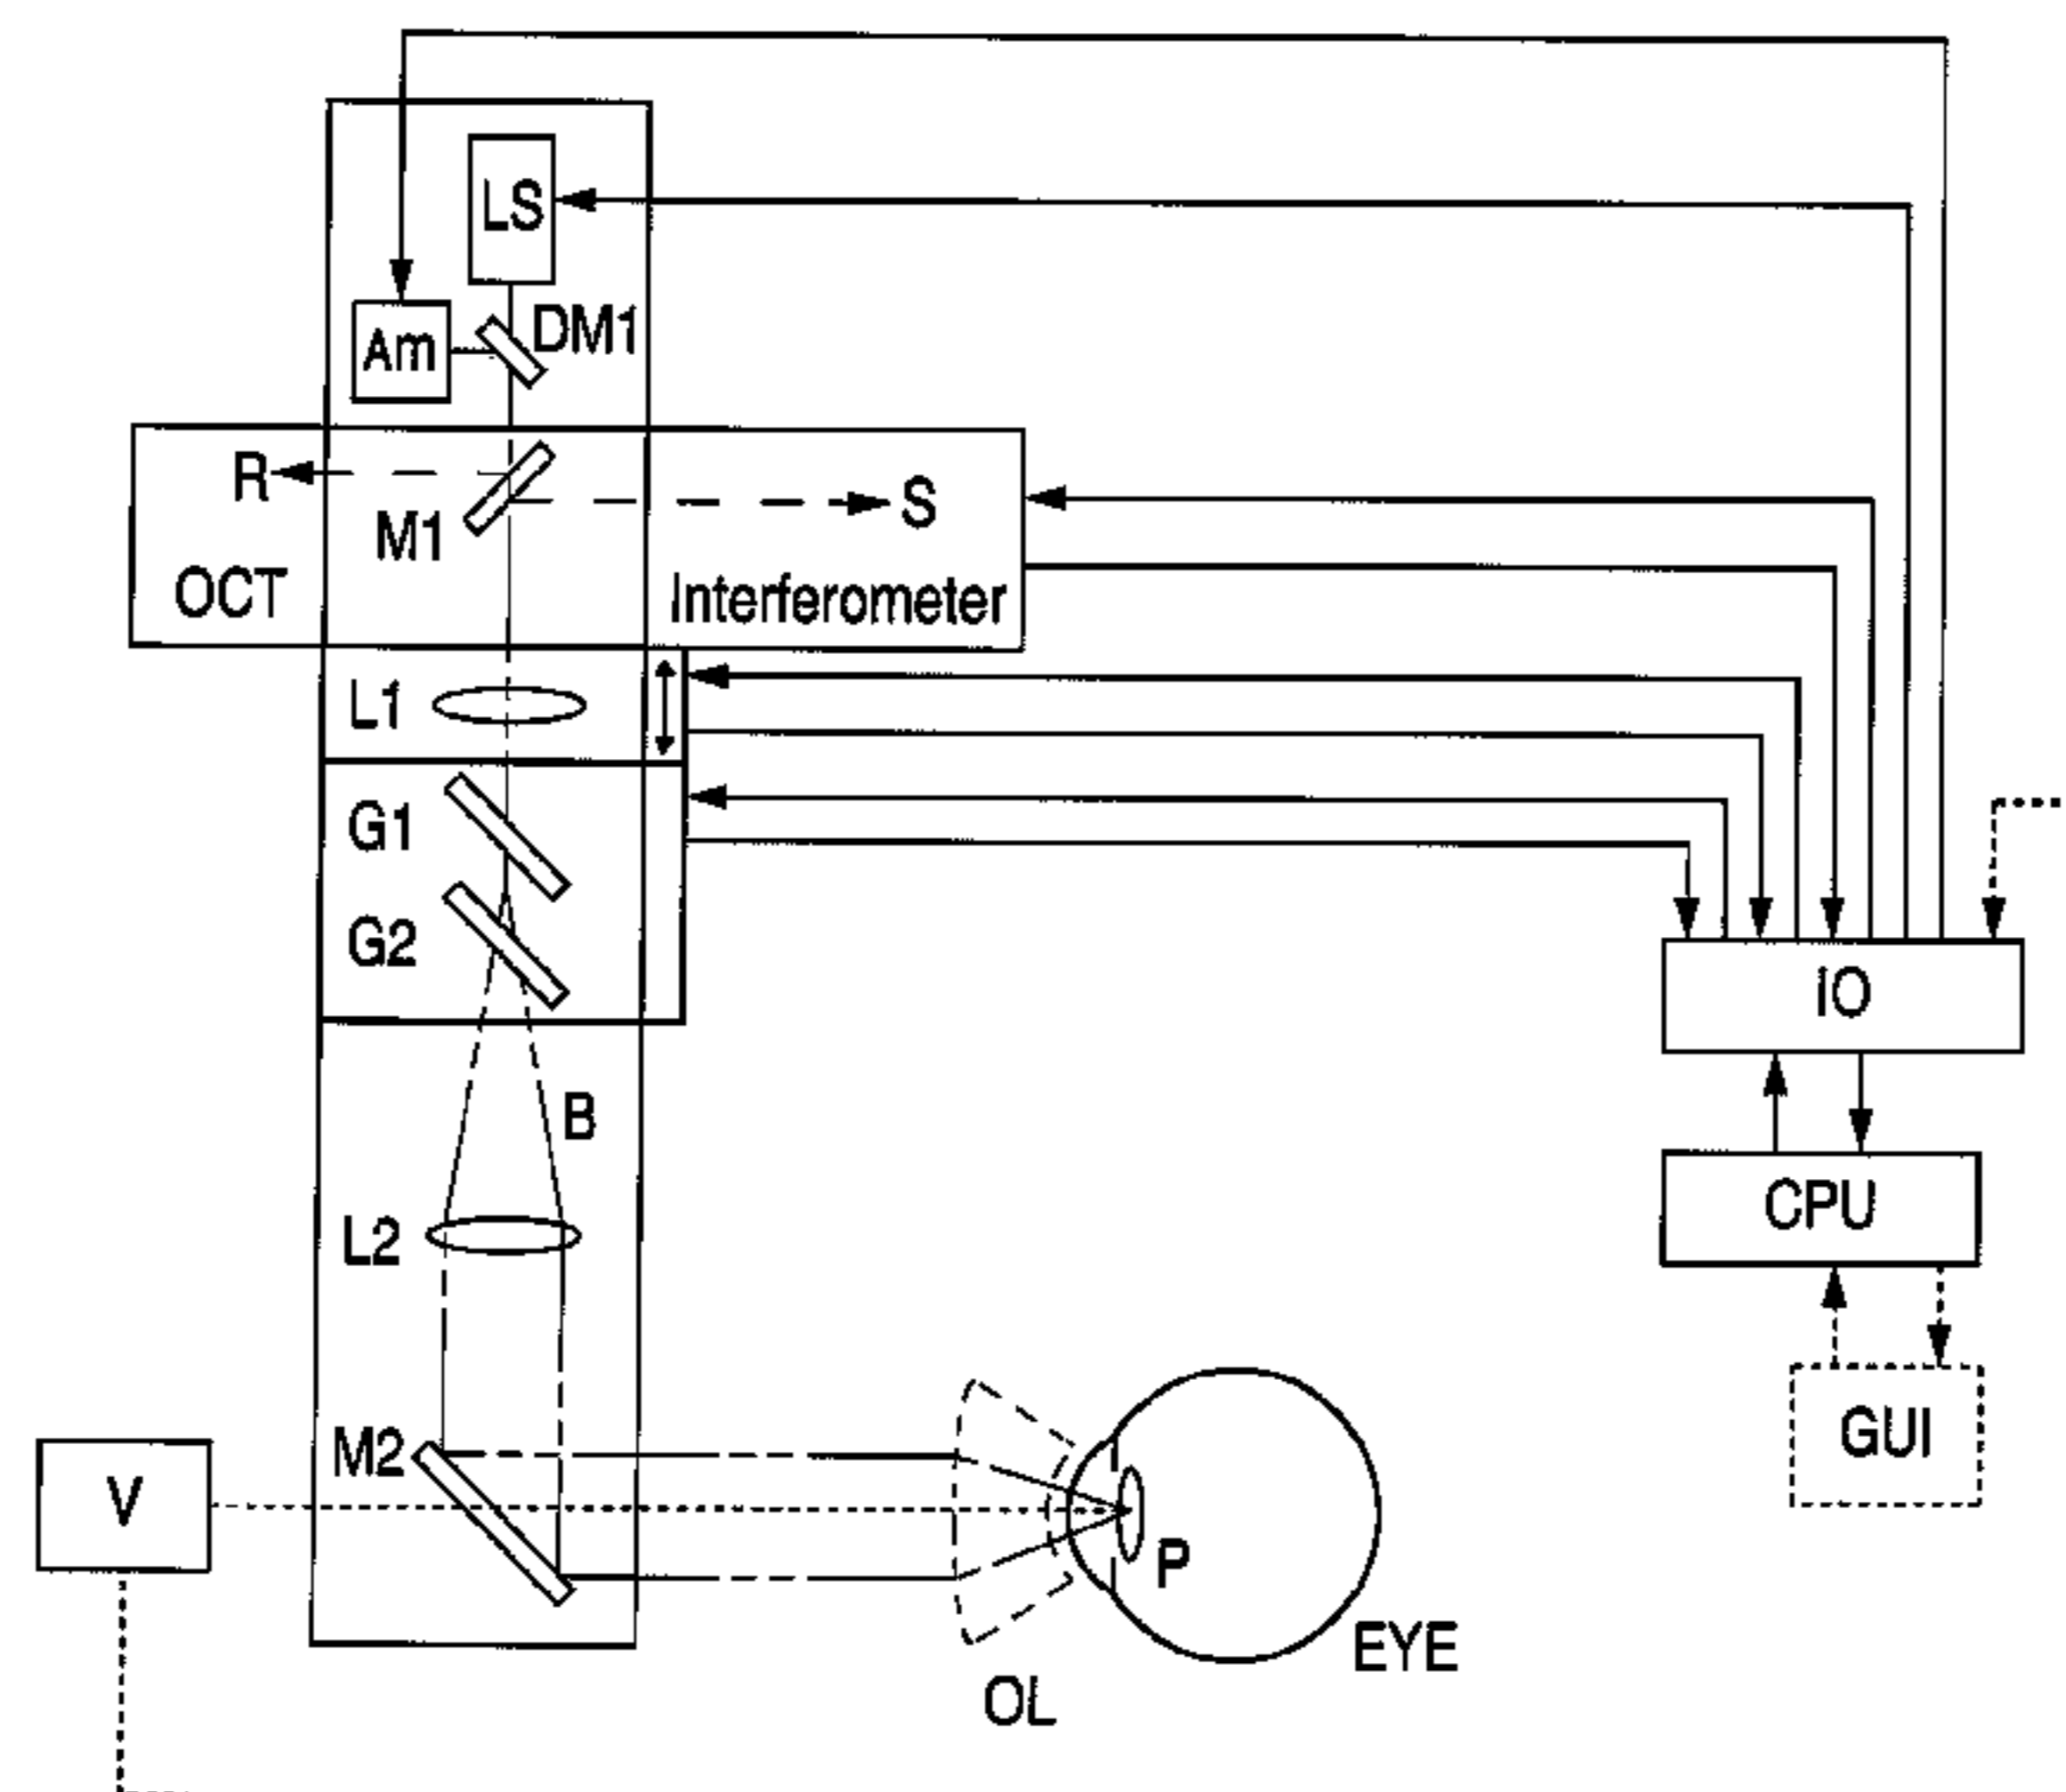 LS
DM1
Am
R
S
M1
OCT
Interferometer
L1
G1
G2
IO
B
CPU
L2
GUI
M2
V
P
EYE
OL